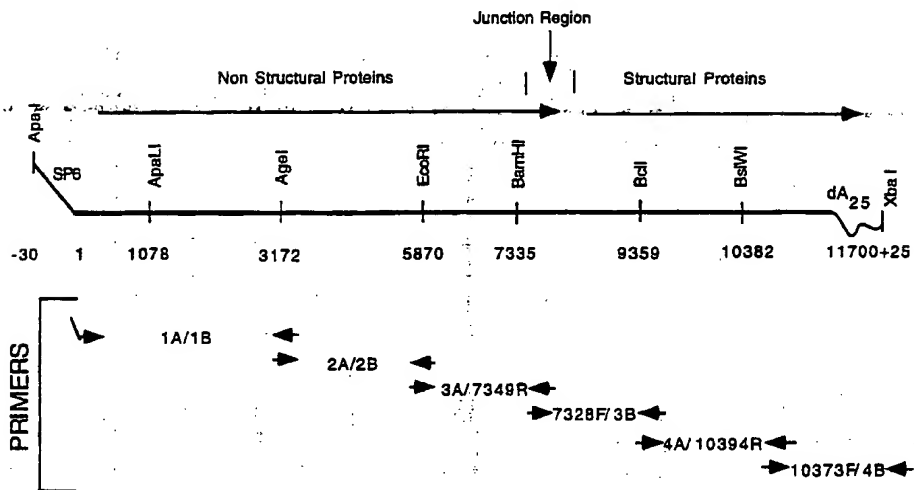 Junction Region
Non Structural Proteins
Structural Proteins
ApaI
SP6
ApaLI
AgeI
EcoRI
BamHI
BclI
BsiWI
dA25
Xba I
-30 1 1078 3172 5870 7335 9359 10382 11700+25
PRIMERS
1A/1B
2A/2B
3A/7349R
7328F/3B
4A/10394R
10373F/4B